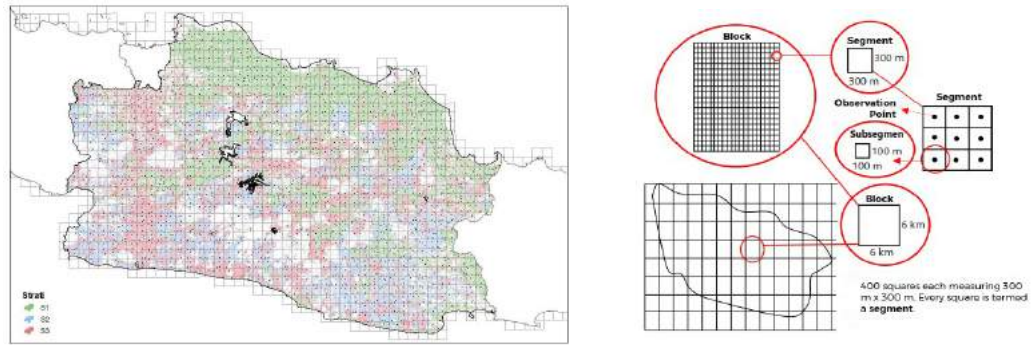 Strati
S1
S2
S3
Block
Segment
300 m
300 m
Segment
Observation
Point
Subsegmen
100 m
100 m
Block
6 km
6 km
400 squares each measuring 300
m x 300 m. Every square is termed
a segment